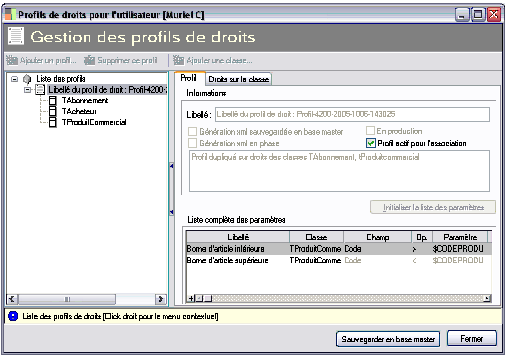 Profils de droits pour l'utilisateur [Muriel C]
Gestion des profils de droits
Ajouter un profil... Supprimer ce profil Ajouter une classe...
Liste des profils
Libellé du profil de droit : Profil-4200-2
TAbonnement
TAcheteur
TProduitCommercial
Profil Droits sur la classe
Informations
Libellé : Libellé du profil de droit : Profil-4200-2005-1006-143025
Génération xml sauvegardée en base master En production
Génération xml en phase Profil actif pour l'association
Profil dupliqué sur droits des classes TAbonnement, tProduitcommercial
Initialiser la liste des paramètres
Liste complète des paramètres
Libellé Classe Champ Op. Paramètre
Borne d'article inférieure TProduitComme Code > $CODEPRODU
Borne d'article supérieure TProduitComme Code < $CODEPRODU
Liste des profils de droits [Click droit pour le menu contextuel]
Sauvegarder en base master Fermer